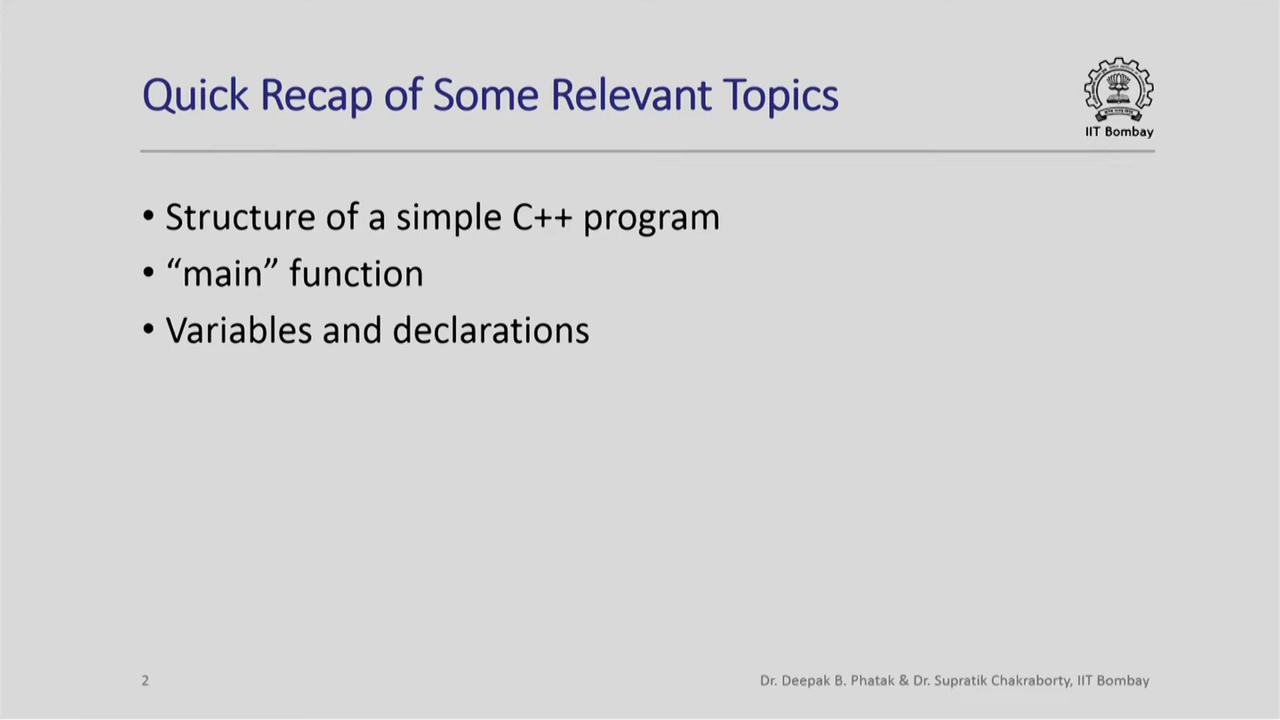 Quick Recap of Some Relevant Topics
IIT Bombay
• Structure of a simple C++ program
• “main” function
• Variables and declarations
2
Dr. Deepak B. Phatak & Dr. Supratik Chakraborty, IIT Bombay